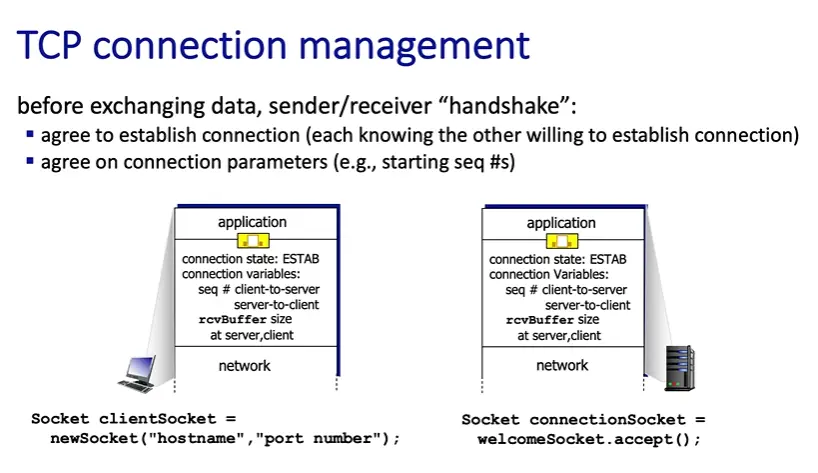 TCP connection management
before exchanging data, sender/receiver “handshake”:
▪ agree to establish connection (each knowing the other willing to establish connection)
▪ agree on connection parameters (e.g., starting seq #s)
application
connection state: ESTAB
connection variables:
seq # client-to-server
server-to-client
rcvBuffer size
at server,client
network
Socket clientSocket =
newSocket("hostname","port number");
application
connection state: ESTAB
connection Variables:
seq # client-to-server
server-to-client
rcvBuffer size
at server,client
network
Socket connectionSocket =
welcomeSocket.accept();